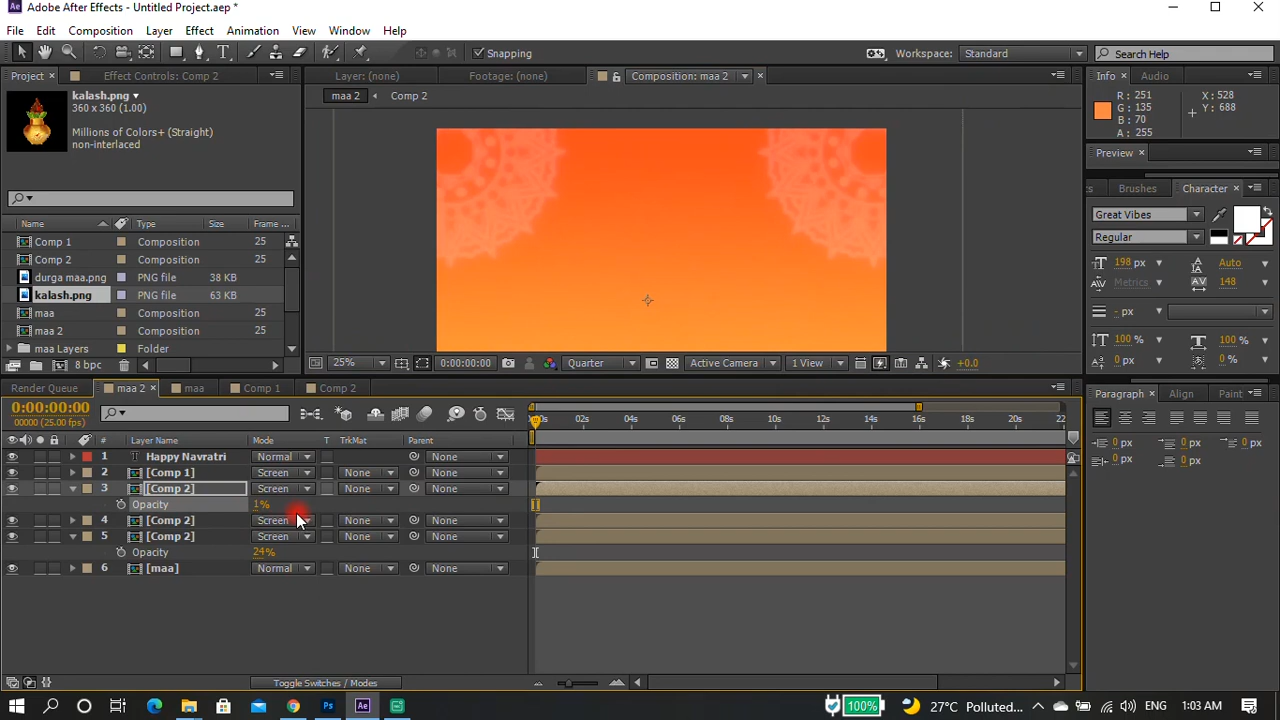 Adobe After Effects - Untitled Project.aep *
File Edit Composition Layer Effect Animation View Window Help
Snapping Workspace: Standard Search Help
Project Effect Controls: Comp 2 Layer: (none) Footage: (none) Composition: maa 2 Info Audio
kalash.png
360 x 360 (1.00)
Millions of Colors+ (Straight)
non-interlaced
maa 2 Comp 2
R : 251 X : 528
G : 135 Y : 688
B : 70
A : 255
Preview
Brushes Character
Great Vibes
Regular
198 px Auto
Metrics 148
- px
100 % 100 %
0 px 0 %
Name Type Size Frame ...
Comp 1 Composition 25
Comp 2 Composition 25
durga maa.png PNG file 38 KB
kalash.png PNG file 63 KB
maa Composition 25
maa 2 Composition 25
maa Layers Folder
8 bpc
25% 0:00:00:00 Quarter Active Camera 1 View +0.0
Render Queue maa 2 maa Comp 1 Comp 2
Paragraph Align Paint
0:00:00:00
00000 (25.00 fps)
02s 04s 06s 08s 10s 12s 14s 16s 18s 20s 22
# Layer Name Mode T TrkMat Parent
1 T Happy Navratri Normal None
2 [Comp 1] Screen None None
3 [Comp 2] Screen None None
Opacity 1%
4 [Comp 2] Screen None None
5 [Comp 2] Screen None None
Opacity 24%
6 [maa] Normal None None
0 px 0 px 0 px
0 px 0 px
Toggle Switches / Modes
100% 27°C Polluted... ENG 1:03 AM